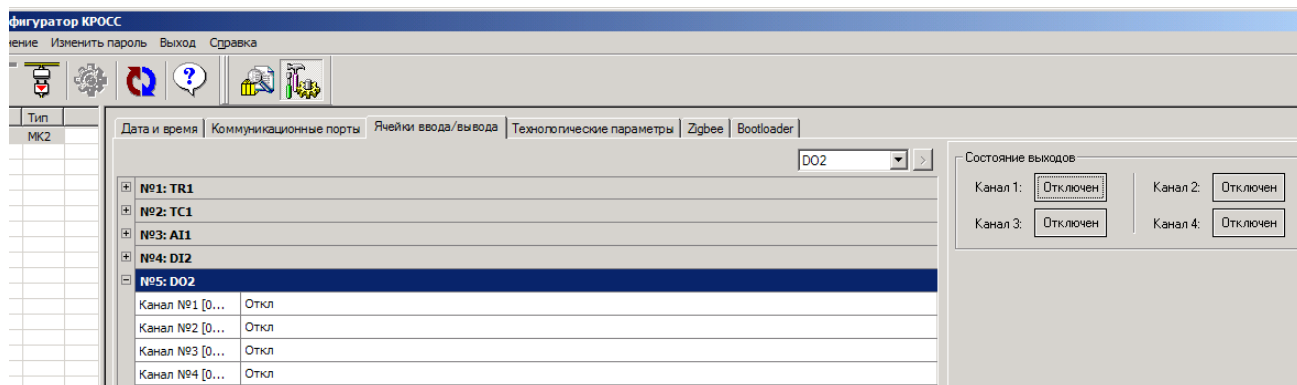 фигуратор КРОСС
нение Изменить пароль Выход Справка
Тип
МК2
Дата и время Коммуникационные порты Ячейки ввода/вывода Технологические параметры Zigbee Bootloader
DO2 >
Состояние выходов
№1: TR1
Канал 1: Отключен Канал 2: Отключен
№2: TC1
№3: AI1
Канал 3: Отключен Канал 4: Отключен
№4: DI2
№5: DO2
Канал №1 [0... Откл
Канал №2 [0... Откл
Канал №3 [0... Откл
Канал №4 [0... Откл